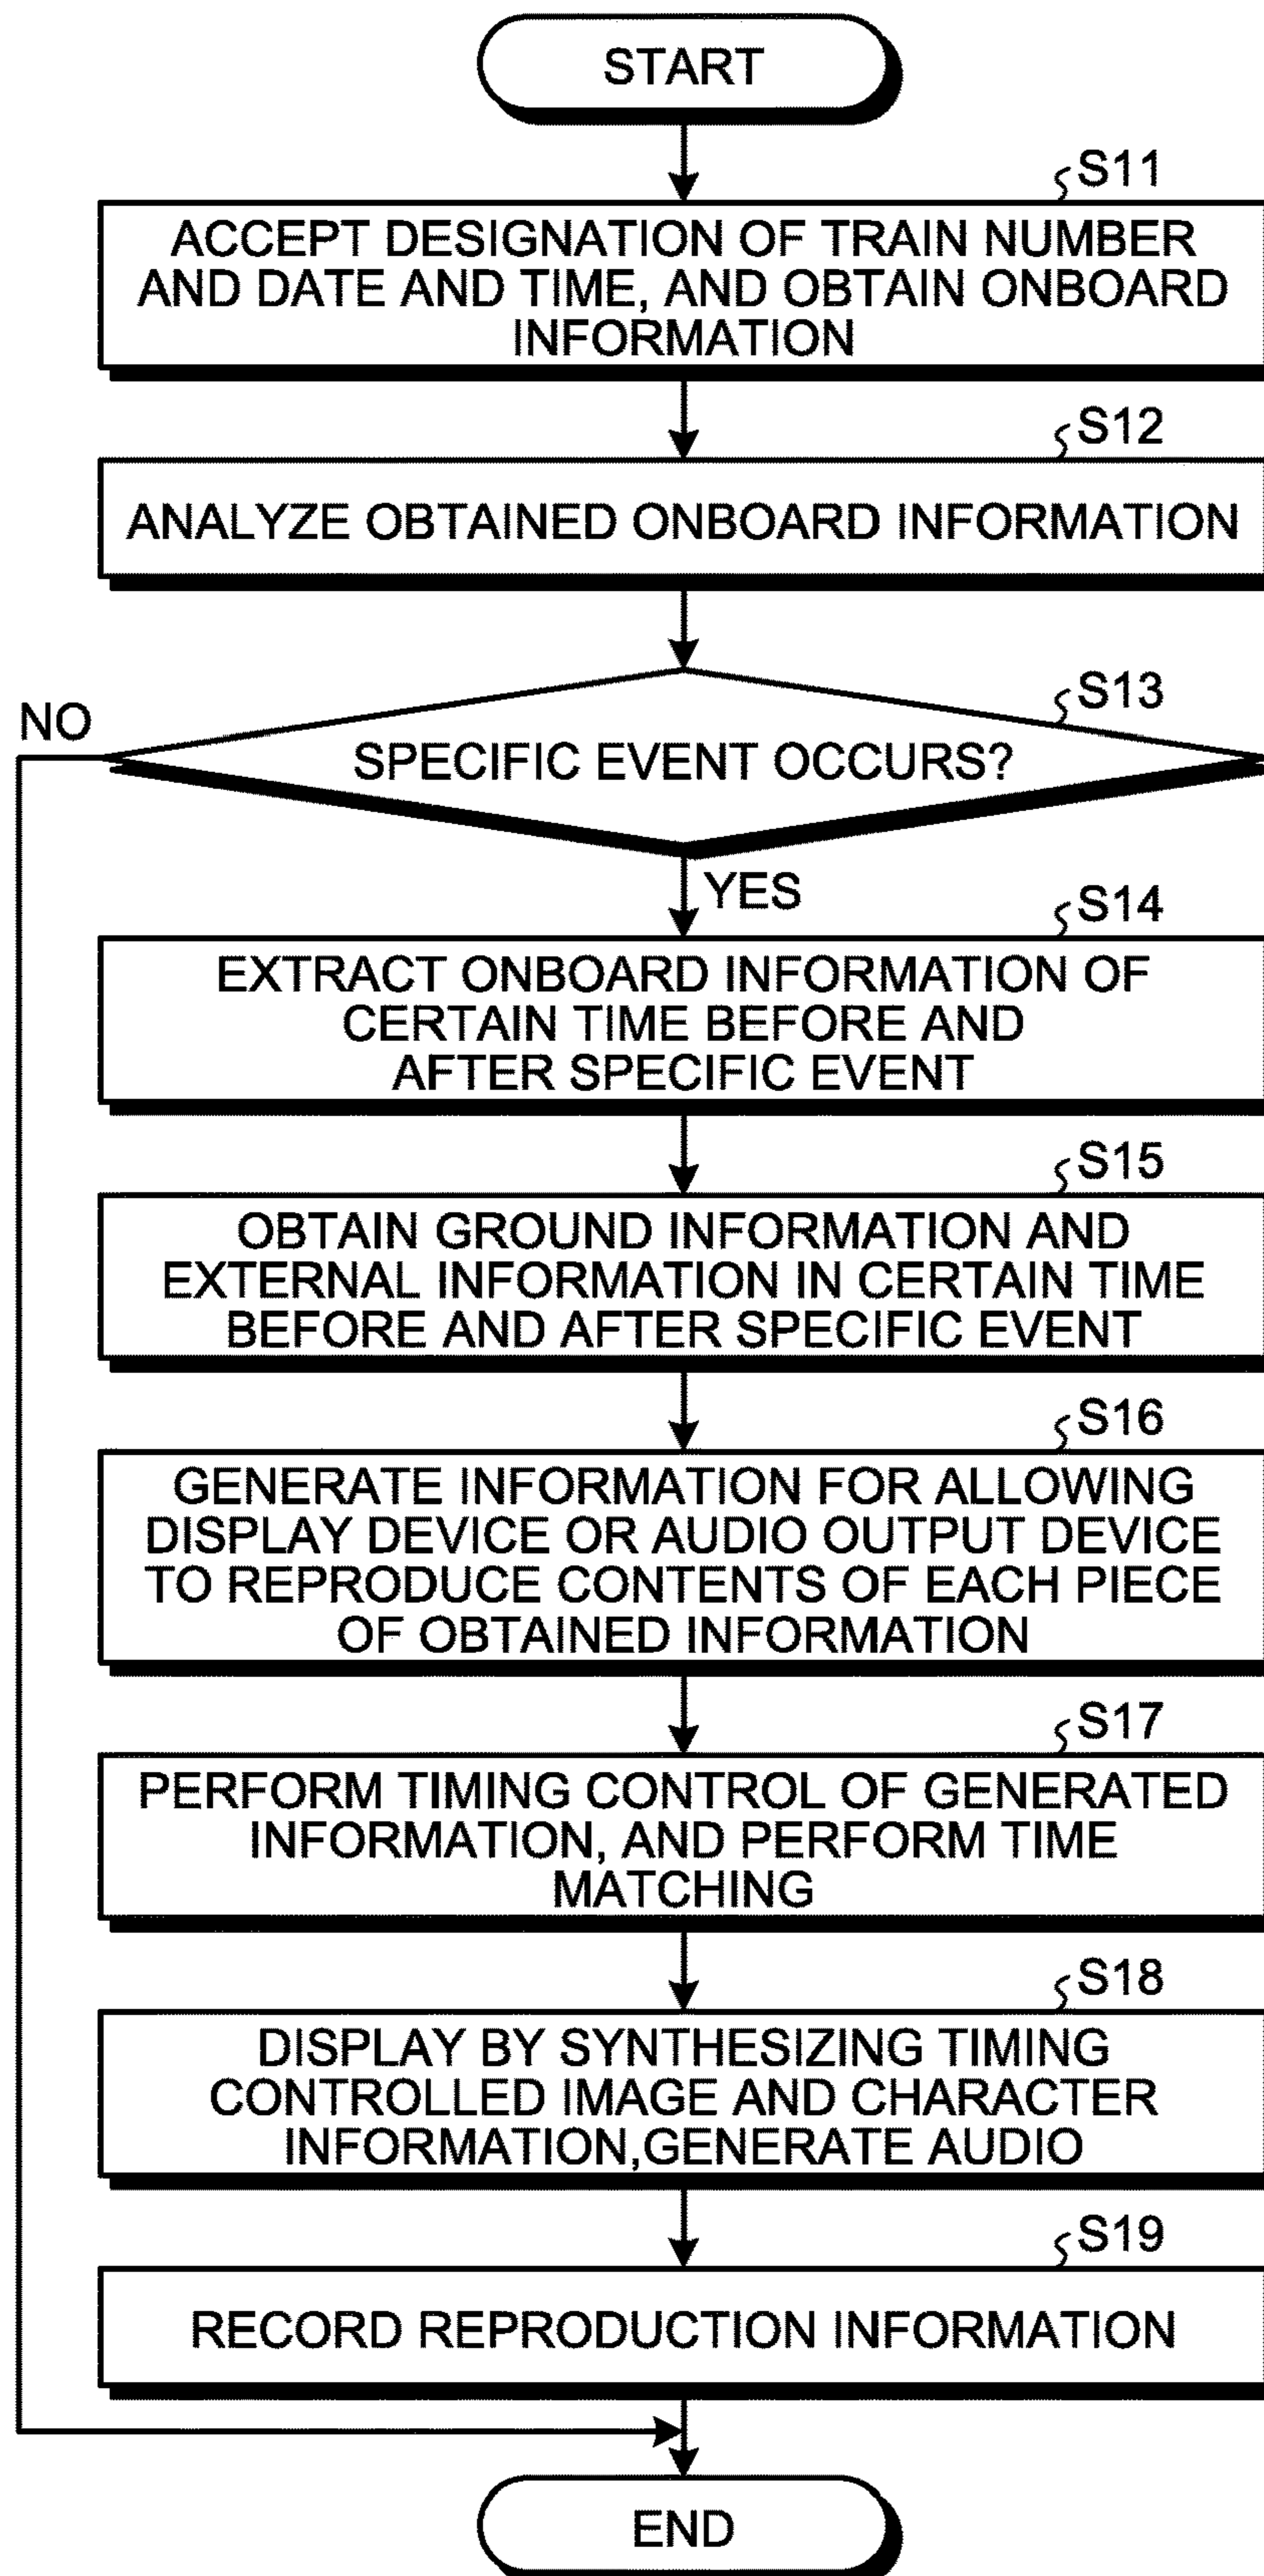 START
S11
ACCEPT DESIGNATION OF TRAIN NUMBER
AND DATE AND TIME, AND OBTAIN ONBOARD
INFORMATION
S12
ANALYZE OBTAINED ONBOARD INFORMATION
S13
NO
SPECIFIC EVENT OCCURS?
YES
S14
EXTRACT ONBOARD INFORMATION OF
CERTAIN TIME BEFORE AND
AFTER SPECIFIC EVENT
S15
OBTAIN GROUND INFORMATION AND
EXTERNAL INFORMATION IN CERTAIN TIME
BEFORE AND AFTER SPECIFIC EVENT
S16
GENERATE INFORMATION FOR ALLOWING
DISPLAY DEVICE OR AUDIO OUTPUT DEVICE
TO REPRODUCE CONTENTS OF EACH PIECE
OF OBTAINED INFORMATION
S17
PERFORM TIMING CONTROL OF GENERATED
INFORMATION, AND PERFORM TIME
MATCHING
S18
DISPLAY BY SYNTHESIZING TIMING
CONTROLLED IMAGE AND CHARACTER
INFORMATION,GENERATE AUDIO
S19
RECORD REPRODUCTION INFORMATION
END